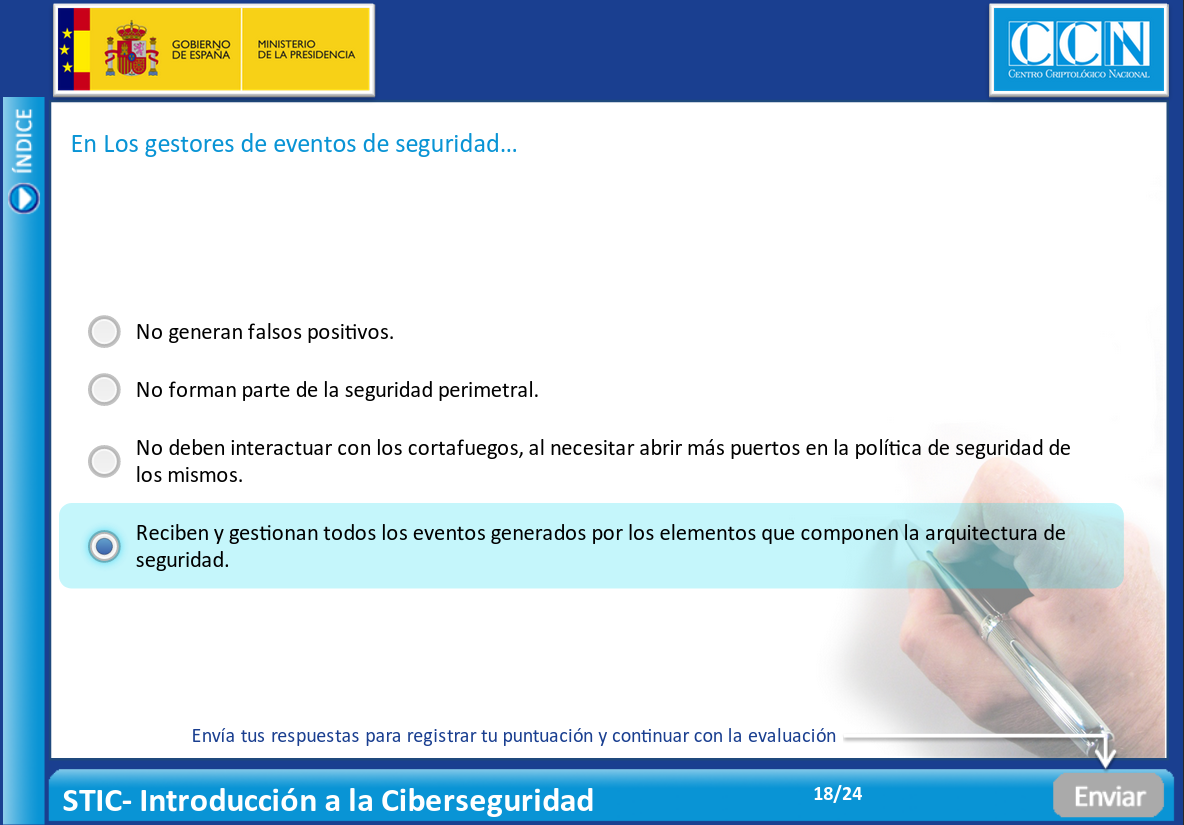 GOBIERNO
DE ESPAÑA
MINISTERIO
DE LA PRESIDENCIA
CCN
CENTRO CRIPTOLÓGICO NACIONAL
ÍNDICE
En Los gestores de eventos de seguridad...
No generan falsos positivos.
No forman parte de la seguridad perimetral.
No deben interactuar con los cortafuegos, al necesitar abrir más puertos en la política de seguridad de
los mismos.
Reciben y gestionan todos los eventos generados por los elementos que componen la arquitectura de
seguridad.
Envía tus respuestas para registrar tu puntuación y continuar con la evaluación
STIC- Introducción a la Ciberseguridad
18/24
Enviar